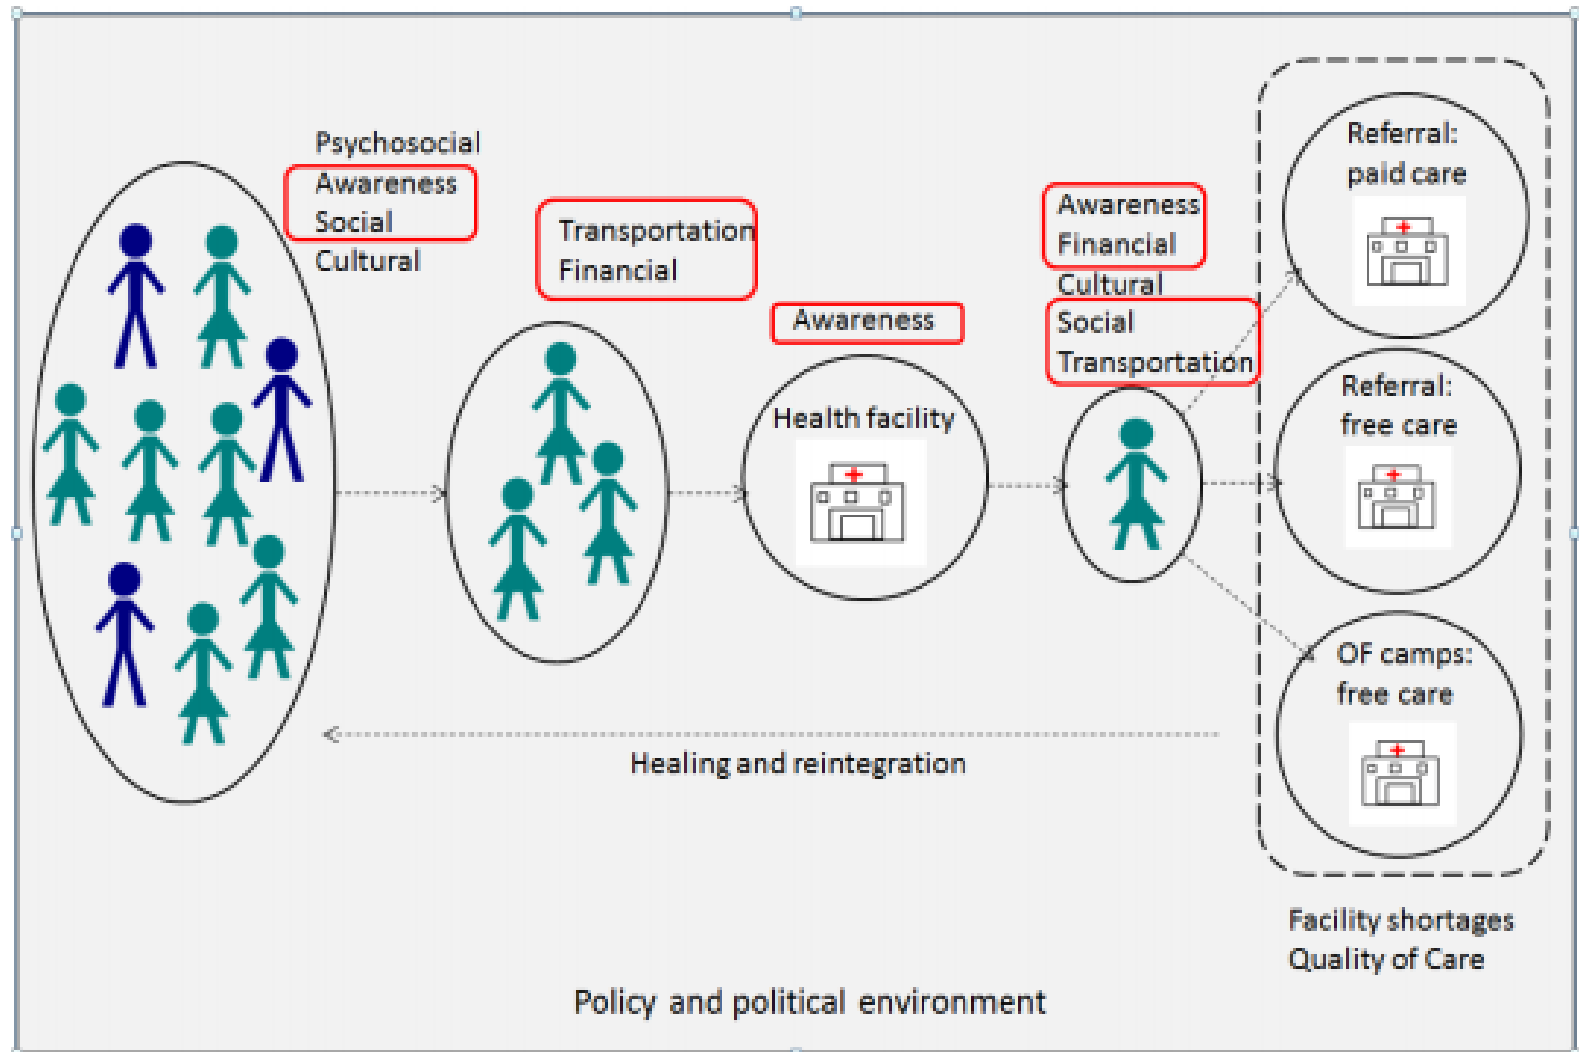 Psychosocial
Awareness
Social
Cultural
Transportation
Financial
Awareness
Health facility
Awareness
Financial
Cultural
Social
Transportation
Referral:
paid care
Referral:
free care
OF camps:
free care
Healing and reintegration
Facility shortages
Quality of Care
Policy and political environment